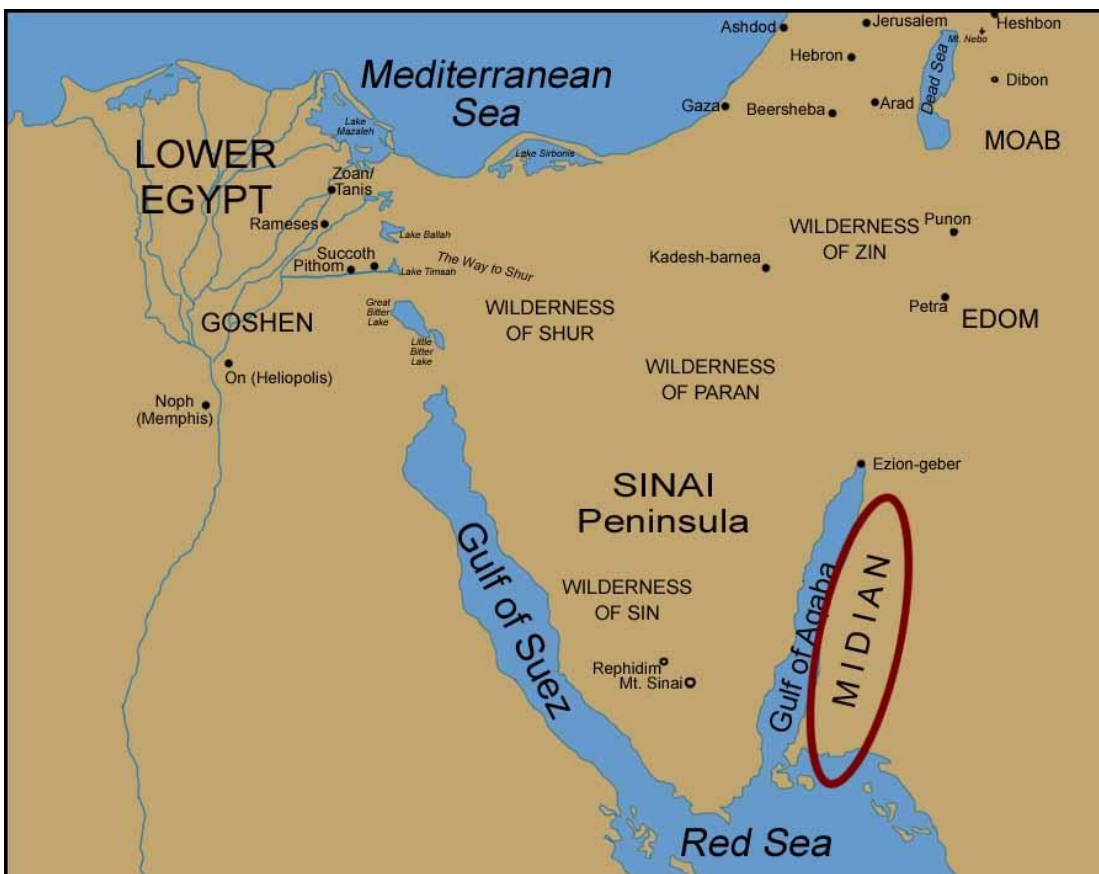 Ashdod
Jerusalem
Heshbon
Mt. Nebo
Mediterranean
Sea
Hebron
Dead Sea
Dibon
Gaza
Beersheba
Arad
MOAB
Lake
Mazaleh
LOWER
EGYPT
Lake Sirbonis
Zoan/
Tanis
Rameses
Lake Ballah
WILDERNESS
OF ZIN
Punon
Succoth
Pithom
Lake Timsah
The Way to Shur
Kadesh-barnea
Great
Bitter
Lake
WILDERNESS
OF SHUR
Petra
EDOM
GOSHEN
Little
Bitter
Lake
On (Heliopolis)
WILDERNESS
OF PARAN
Noph
(Memphis)
Ezion-geber
SINAI
Peninsula
Gulf of Suez
Gulf of Aqaba
MIDIAN
WILDERNESS
OF SIN
Rephidim
Mt. Sinai
Red Sea